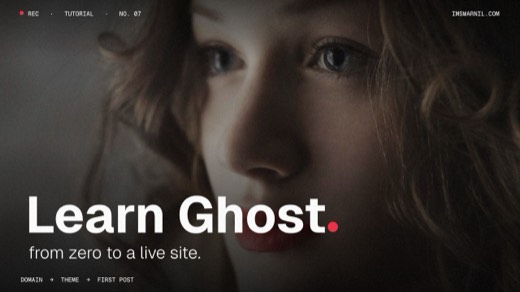 REC · TUTORIAL · NO. 07
IMSWARNIL.COM
Learn Ghost.
from zero to a live site.
DOMAIN → THEME → FIRST POST